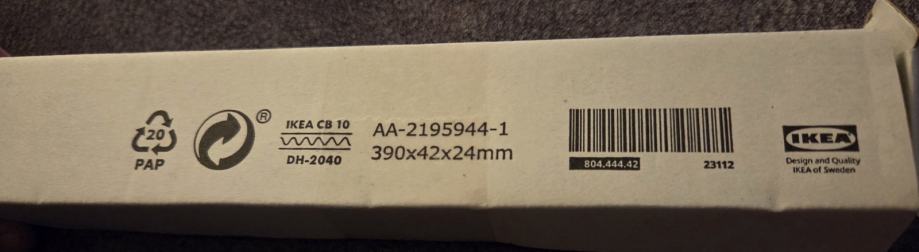 20
PAP
®
IKEA CB 10
DH-2040
AA-2195944-1
390x42x24mm
804.444.42
23112
IKEA
Design and Quality
IKEA of Sweden